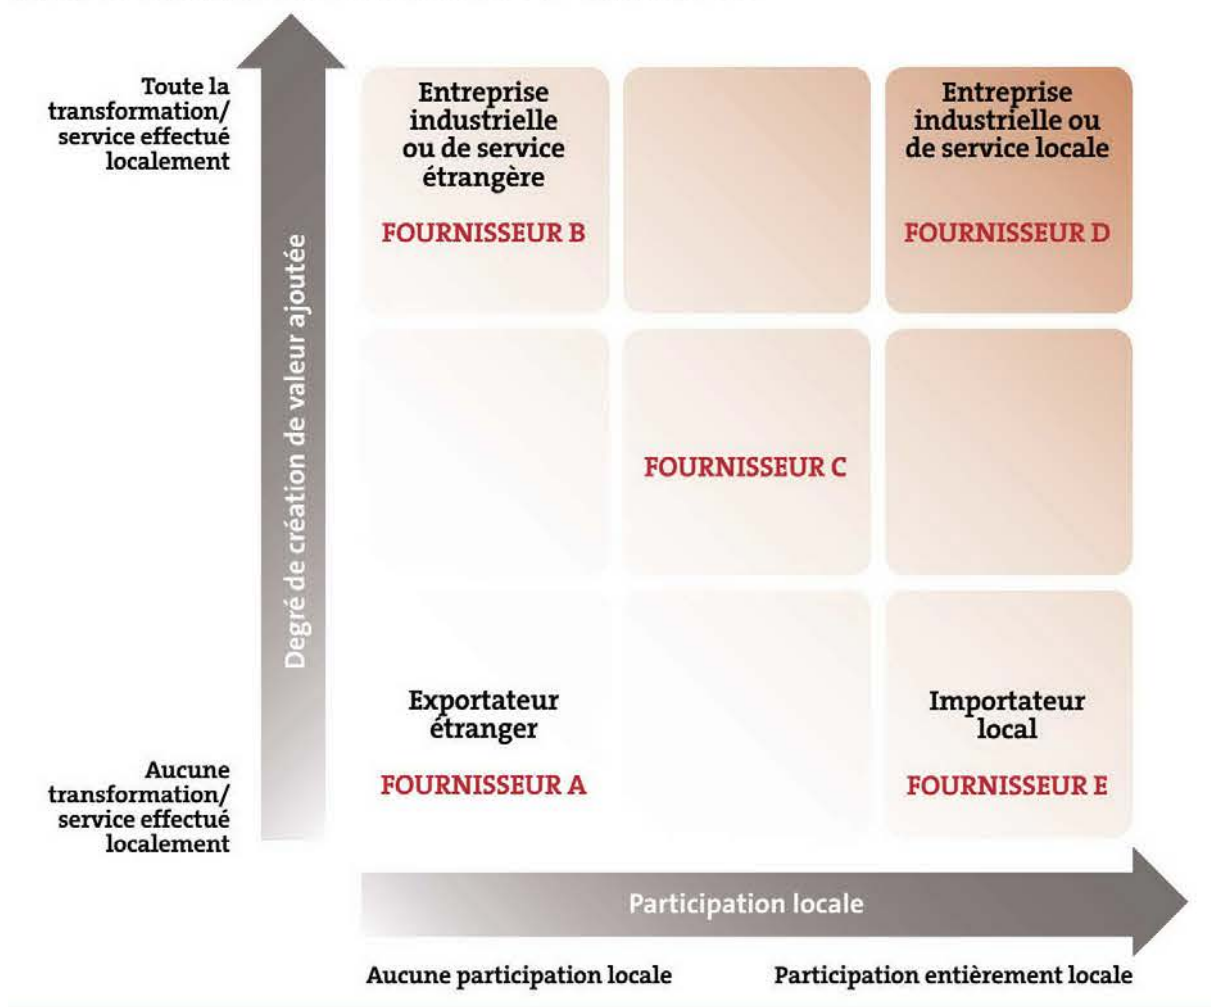 Toute la
transformation/
service effectué
localement
Entreprise
industrielle
ou de service
étrangère
FOURNISSEUR B
Entreprise
industrielle ou
de service locale
FOURNISSEUR D
Degré de création de valeur ajoutée
FOURNISSEUR C
Exportateur
étranger
FOURNISSEUR A
Importateur
local
FOURNISSEUR E
Aucune
transformation/
service effectué
localement
Participation locale
Aucune participation locale
Participation entièrement locale